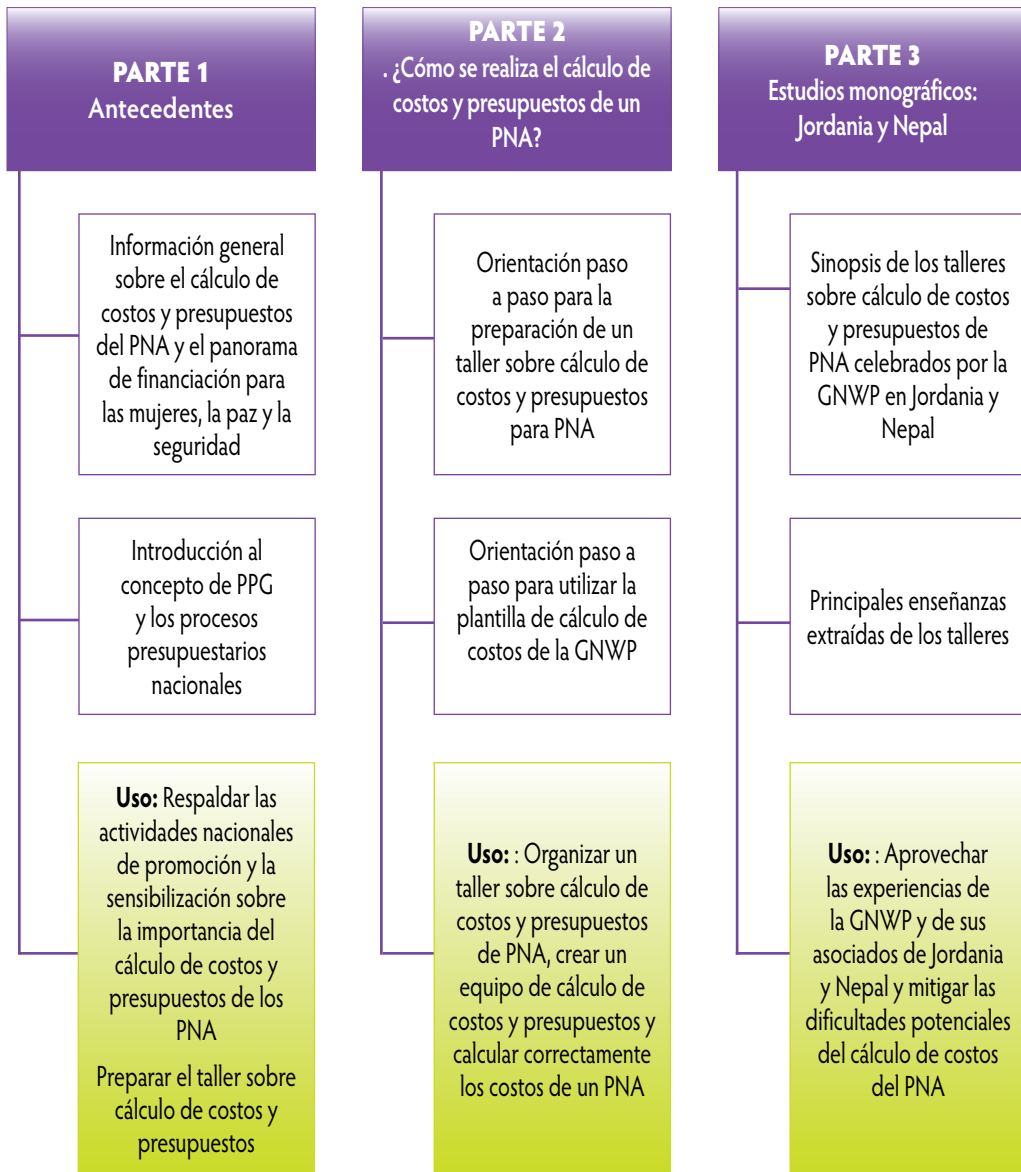 PARTE 1
Antecedentes
Información general
sobre el cálculo de
costos y presupuestos
del PNA y el panorama
de financiación para
las mujeres, la paz y la
seguridad
Introducción al
concepto de PPG
y los procesos
presupuestarios
nacionales
Uso: Respaldar las
actividades nacionales
de promoción y la
sensibilización sobre
la importancia del
cálculo de costos y
presupuestos de los
PNA
Preparar el taller sobre
cálculo de costos y
presupuestos
PARTE 2
. ¿Cómo se realiza el cálculo de
costos y presupuestos de un
PNA?
Orientación paso
a paso para la
preparación de un
taller sobre cálculo de
costos y presupuestos
para PNA
Orientación paso a
paso para utilizar la
plantilla de cálculo de
costos de la GNWP
Uso: : Organizar un
taller sobre cálculo de
costos y presupuestos
de PNA, crear un
equipo de cálculo de
costos y presupuestos y
calcular correctamente
los costos de un PNA
PARTE 3
Estudios monográficos:
Jordania y Nepal
Sinopsis de los talleres
sobre cálculo de costos
y presupuestos de
PNA celebrados por la
GNWP en Jordania y
Nepal
Principales enseñanzas
extraídas de los talleres
Uso: : Aprovechar
las experiencias de
la GNWP y de sus
asociados de Jordania
y Nepal y mitigar las
dificultades potenciales
del cálculo de costos
del PNA